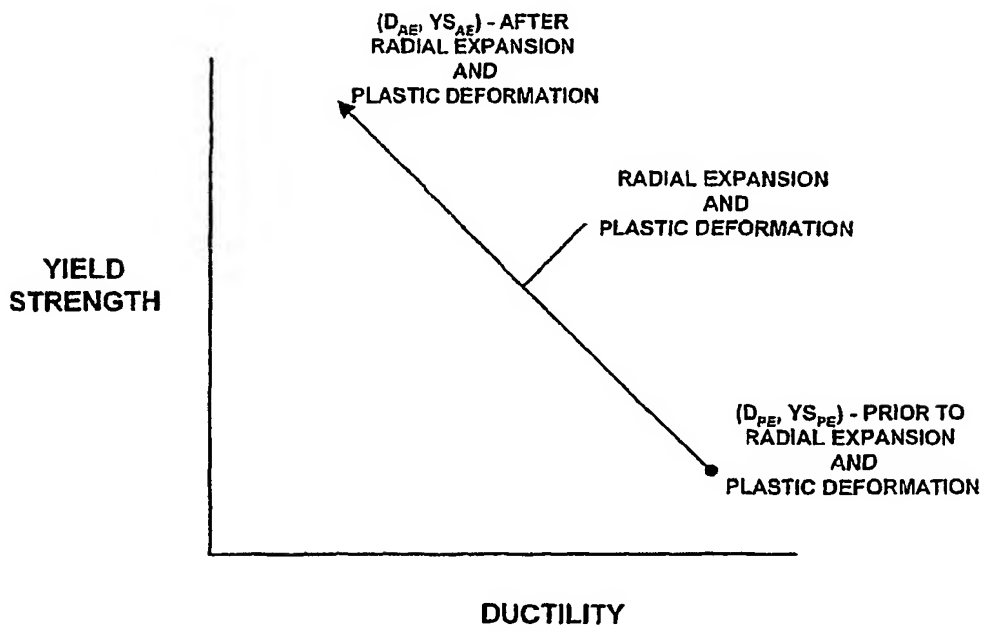 (D_AE, YS_AE) - AFTER
RADIAL EXPANSION
AND
PLASTIC DEFORMATION
RADIAL EXPANSION
AND
PLASTIC DEFORMATION
YIELD
STRENGTH
(D_PE, YS_PE) - PRIOR TO
RADIAL EXPANSION
AND
PLASTIC DEFORMATION
DUCTILITY